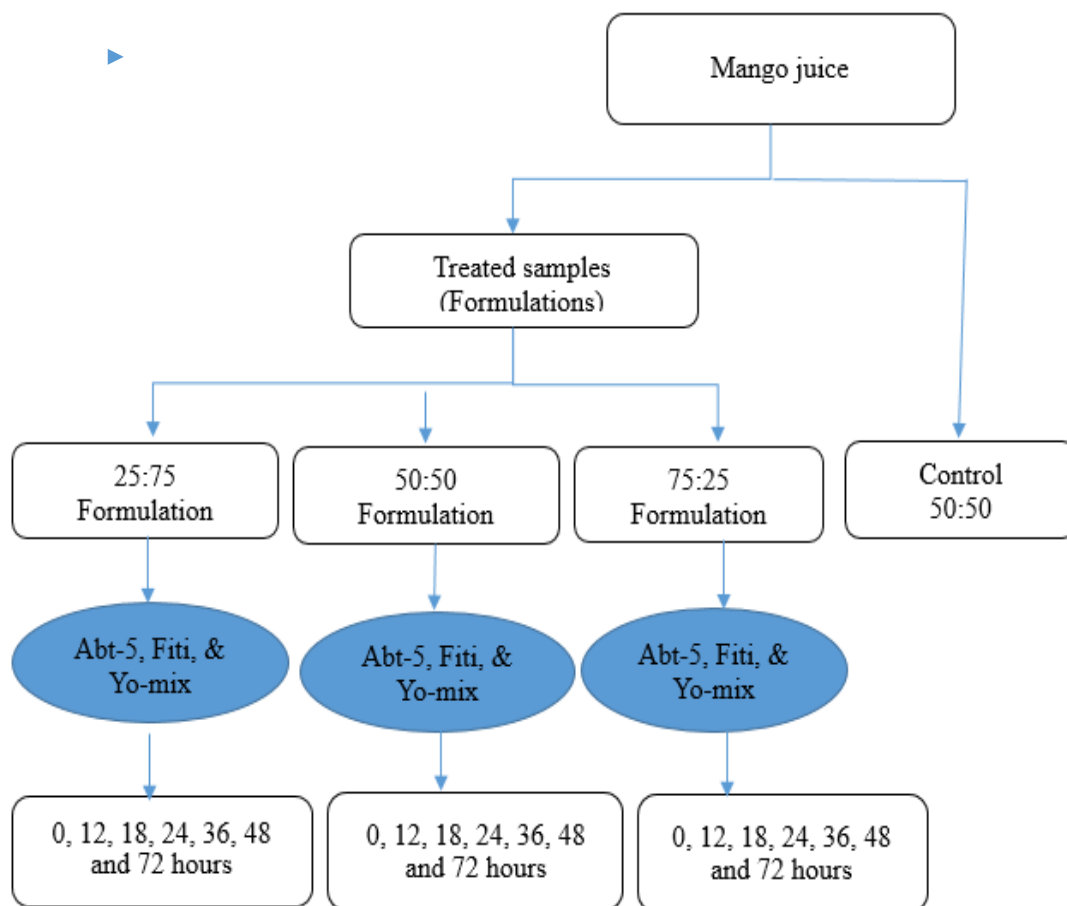 Mango juice
Treated samples
(Formulations)
25:75
Formulation
50:50
Formulation
75:25
Formulation
Control
50:50
Abt-5, Fiti, &
Yo-mix
Abt-5, Fiti, &
Yo-mix
Abt-5, Fiti, &
Yo-mix
0, 12, 18, 24, 36, 48
and 72 hours
0, 12, 18, 24, 36, 48
and 72 hours
0, 12, 18, 24, 36, 48
and 72 hours